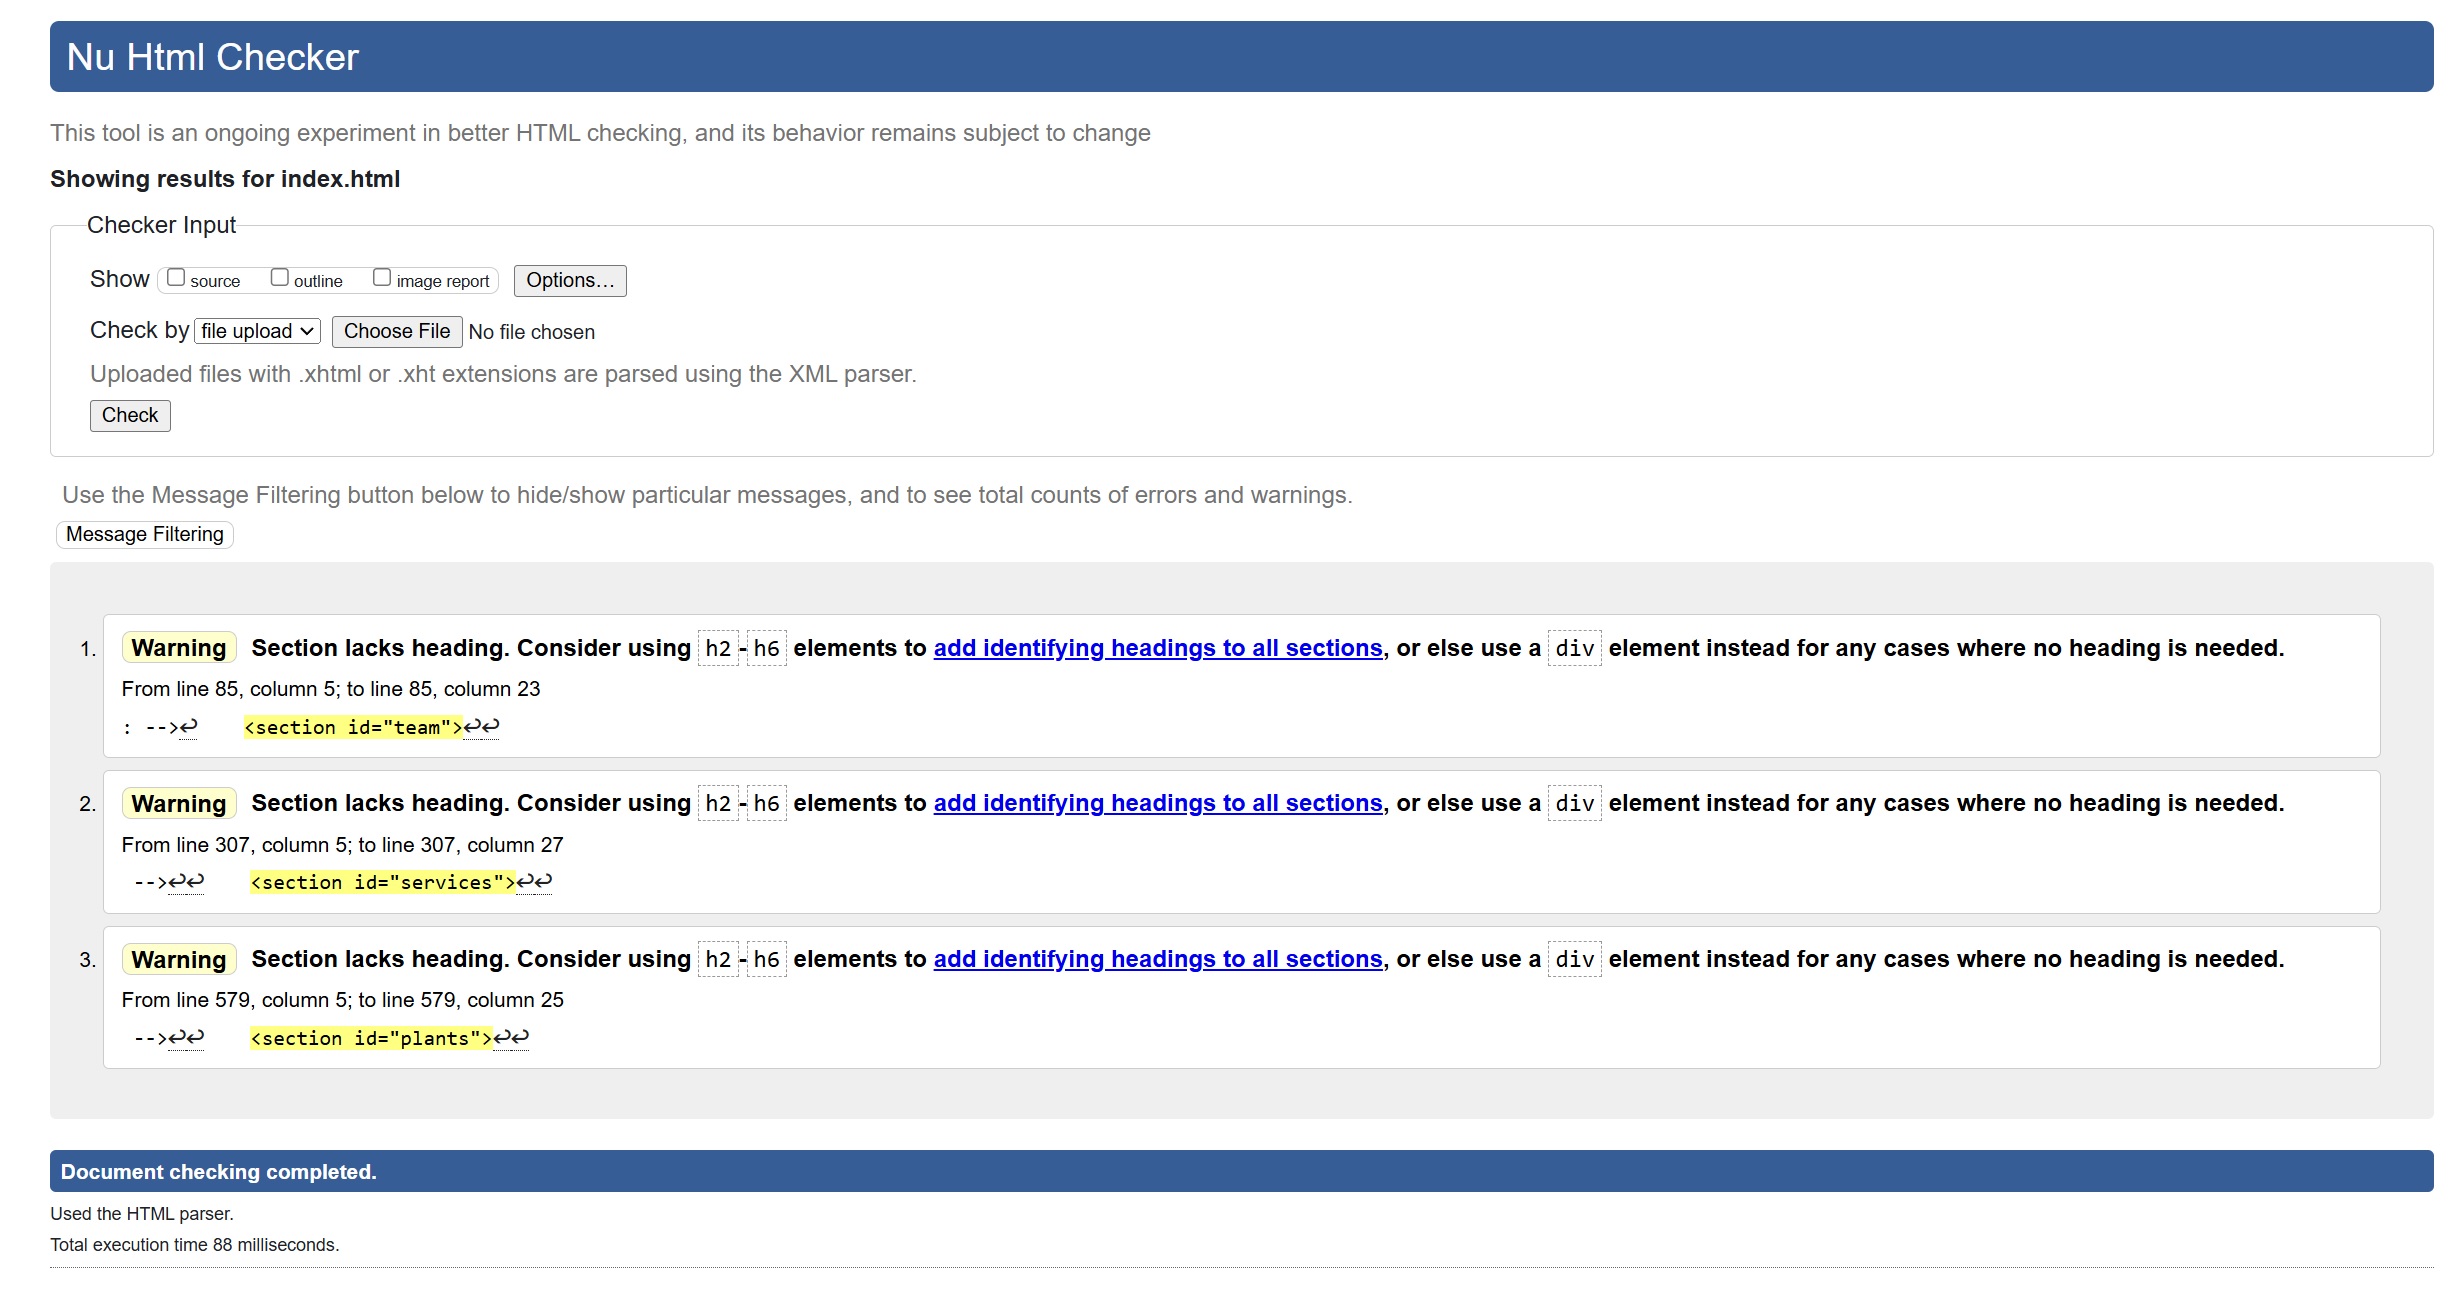 Nu Html Checker
This tool is an ongoing experiment in better HTML checking, and its behavior remains subject to change
Showing results for index.html
Checker Input
Show source outline image report Options...
Check by file upload Choose File No file chosen
Uploaded files with .xhtml or .xht extensions are parsed using the XML parser.
Check
Use the Message Filtering button below to hide/show particular messages, and to see total counts of errors and warnings.
Message Filtering
1. Warning Section lacks heading. Consider using h2-h6 elements to add identifying headings to all sections, or else use a div element instead for any cases where no heading is needed.
From line 85, column 5; to line 85, column 23
: -->↩ <section id="team">↩↩
2. Warning Section lacks heading. Consider using h2-h6 elements to add identifying headings to all sections, or else use a div element instead for any cases where no heading is needed.
From line 307, column 5; to line 307, column 27
-->↩↩ <section id="services">↩↩
3. Warning Section lacks heading. Consider using h2-h6 elements to add identifying headings to all sections, or else use a div element instead for any cases where no heading is needed.
From line 579, column 5; to line 579, column 25
-->↩↩ <section id="plants">↩↩
Document checking completed.
Used the HTML parser.
Total execution time 88 milliseconds.